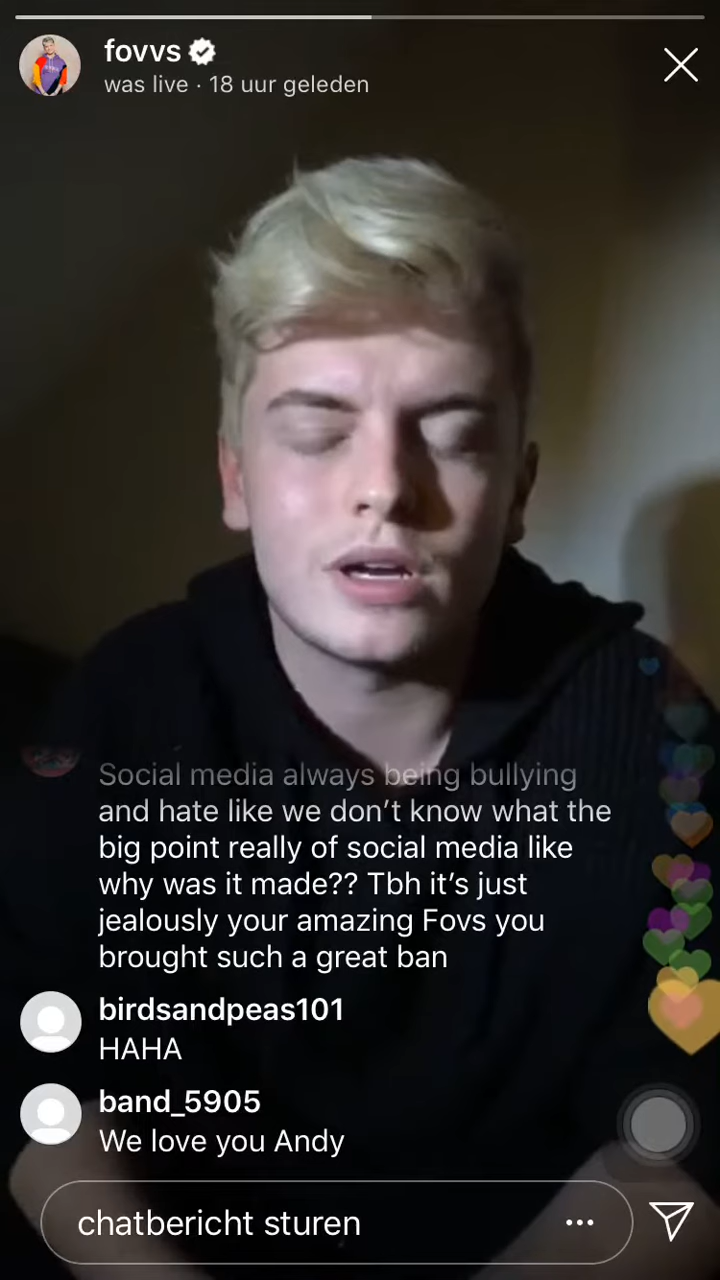 fovvs
was live · 18 uur geleden
Social media always being bullying
and hate like we don’t know what the
big point really of social media like
why was it made?? Tbh it’s just
jealously your amazing Fovs you
brought such a great ban
birdsandpeas101
HAHA
band_5905
We love you Andy
chatbericht sturen